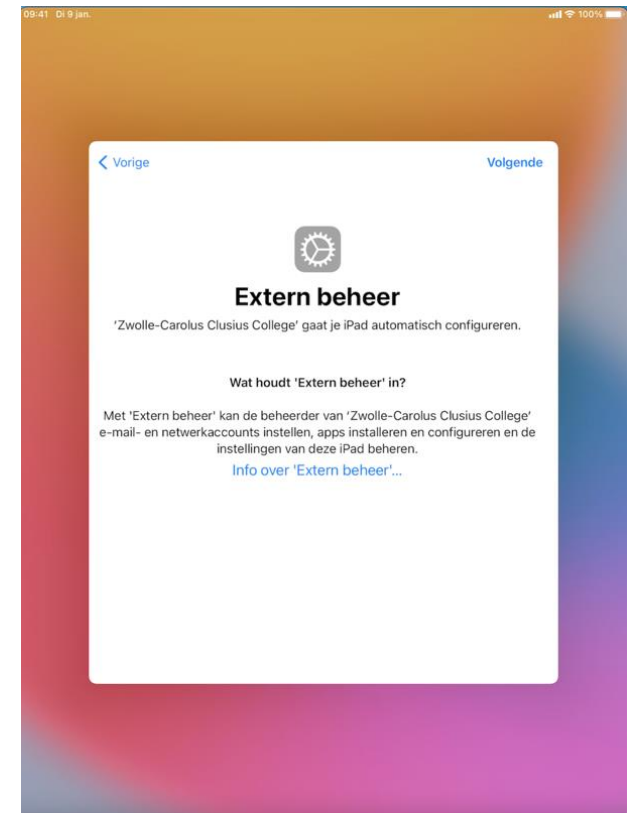 09:41 Di 9 jan. 100%
Vorige Volgende
Extern beheer
'Zwolle-Carolus Clusius College' gaat je iPad automatisch configureren.
Wat houdt 'Extern beheer' in?
Met 'Extern beheer' kan de beheerder van 'Zwolle-Carolus Clusius College'
e-mail- en netwerkaccounts instellen, apps installeren en configureren en de
instellingen van deze iPad beheren.
Info over 'Extern beheer'...